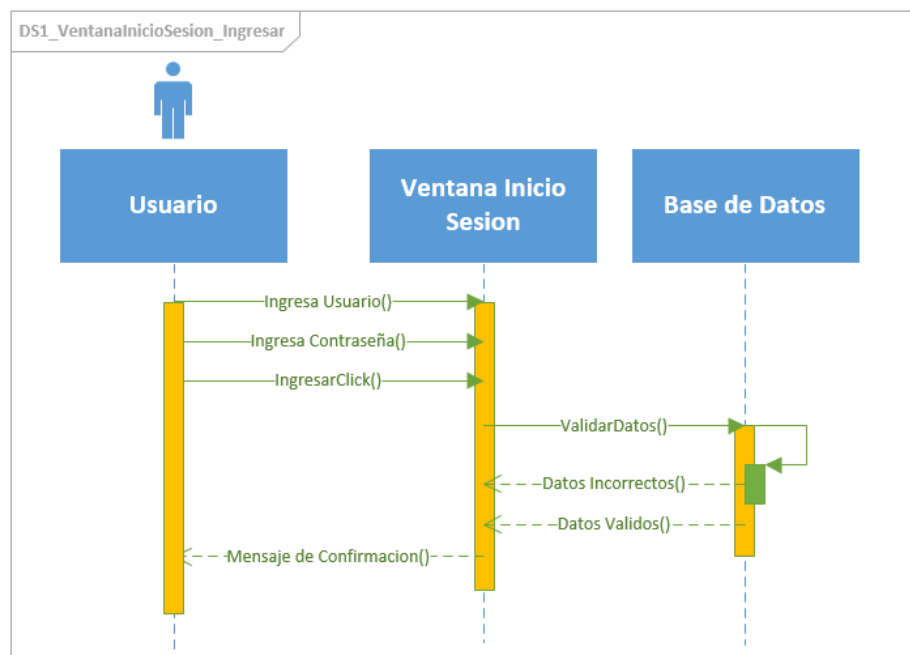 DS1_VentanaInicioSesion_Ingresar
Usuario
Ventana Inicio
Sesion
Base de Datos
Ingresa Usuario()
Ingresa Contraseña()
IngresarClick()
ValidarDatos()
Datos Incorrectos()
Datos Validos()
Mensaje de Confirmacion()